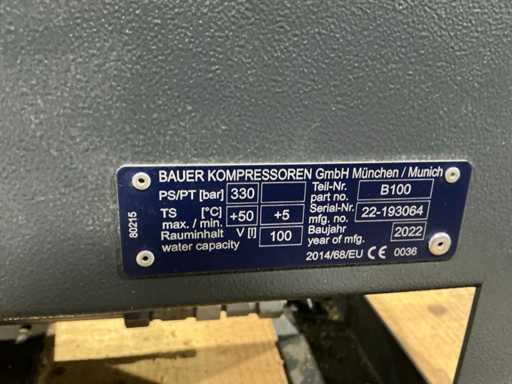 BAUER KOMPRESSOREN GmbH München / Munich
PS/PT [bar] 330 Teil-Nr. part no. B100
TS [°C] max. / min. +50 +5 Serial-Nr. mfg. no. 22-193064
Rauminhalt water capacity V [l] 100 Baujahr year of mfg. 2022
2014/68/EU CE 0036
80215